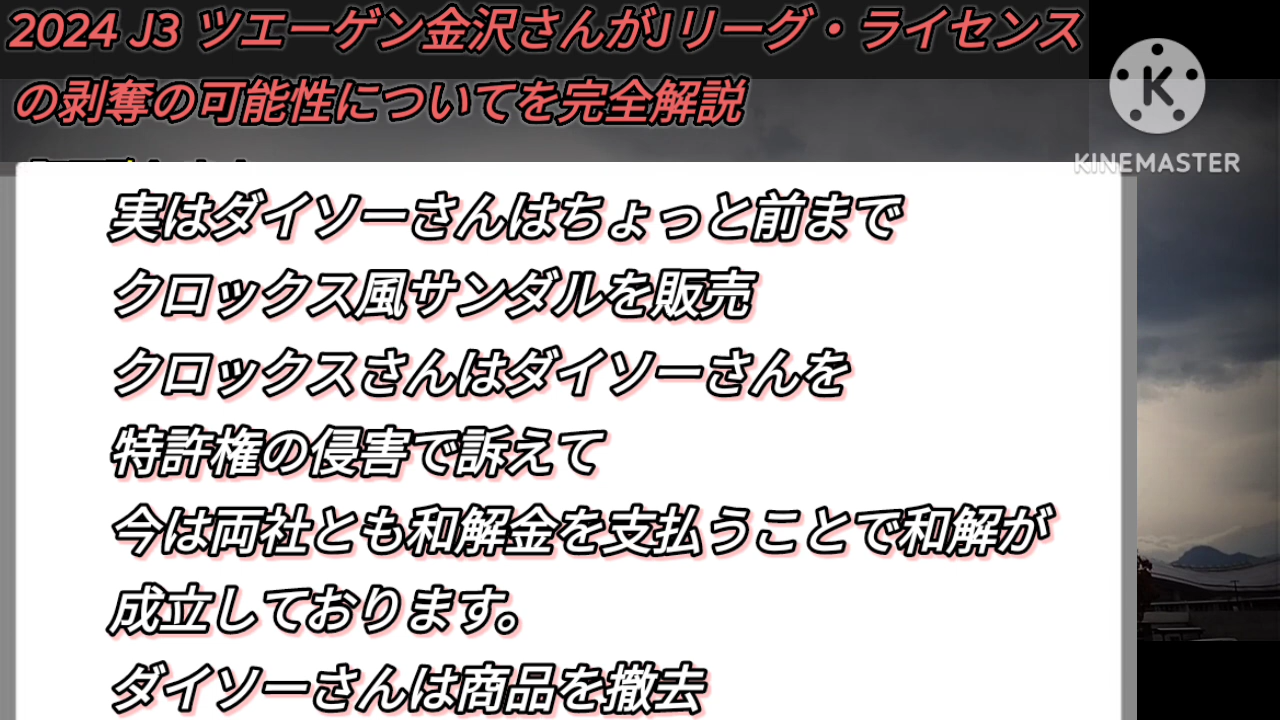 2024 J3 ツエーゲン金沢さんがJリーグ・ライセンス
の剥奪の可能性についてを完全解説
K
KINEMASTER
実はダイソーさんはちょっと前まで
クロックス風サンダルを販売
クロックスさんはダイソーさんを
特許権の侵害で訴えて
今は両社とも和解金を支払うことで和解が
成立しております。
ダイソーさんは商品を撤去